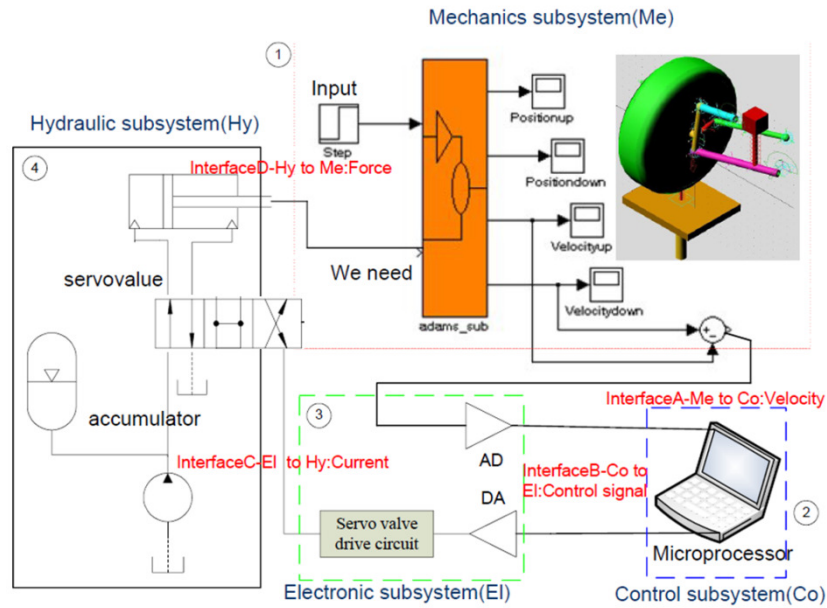 Mechanics subsystem(Me)
1
Input
Step
Positionup
Positiondown
Velocityup
Velocitydown
adams_sub
We need
+
-
Hydraulic subsystem(Hy)
4
InterfaceD-Hy to Me:Force
servovalue
accumulator
InterfaceC-El to Hy:Current
3
AD
DA
Servo valve
drive circuit
Electronic subsystem(El)
InterfaceA-Me to Co:Velocity
InterfaceB-Co to
El:Control signal
2
Microprocessor
Control subsystem(Co)